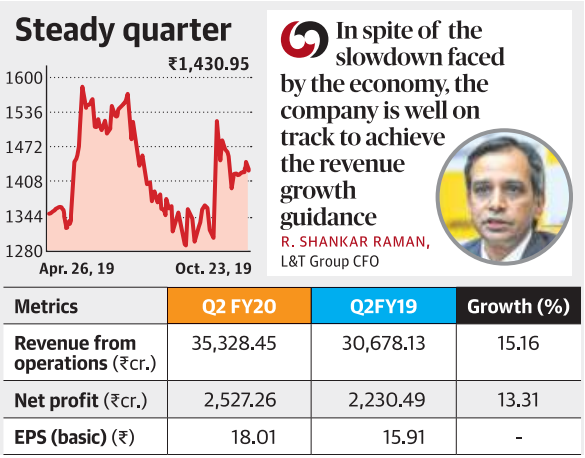 Steady quarter
₹1,430.95
1600
1536
1472
1408
1344
1280
Apr. 26, 19
Oct. 23, 19
In spite of the
slowdown faced
by the economy, the
company is well on
track to achieve
the revenue
growth
guidance
R. SHANKAR RAMAN,
L&T Group CFO
Metrics Q2 FY20 Q2FY19 Growth (%)
Revenue from
operations (₹cr.) 35,328.45 30,678.13 15.16
Net profit (₹cr.) 2,527.26 2,230.49 13.31
EPS (basic) (₹) 18.01 15.91 -